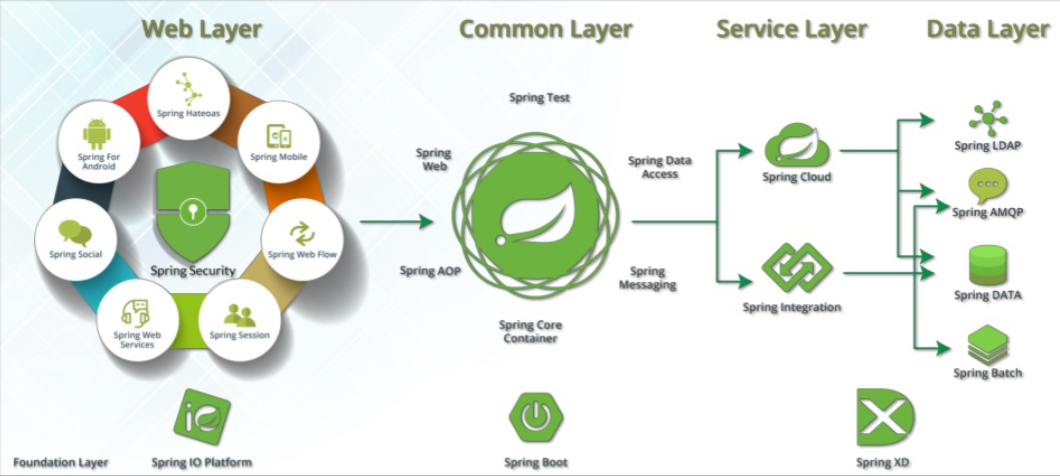 Web Layer
Common Layer
Service Layer
Data Layer
Spring Hateoas
Spring For
Android
Spring Mobile
Spring Social
Spring Web Flow
Spring Security
Spring Web
Services
Spring Session
Spring Test
Spring
Web
Spring Data
Access
Spring AOP
Spring
Messaging
Spring Core
Container
Spring Cloud
Spring Integration
Spring LDAP
Spring AMQP
Spring DATA
Spring Batch
Foundation Layer
Spring IO Platform
Spring Boot
Spring XD